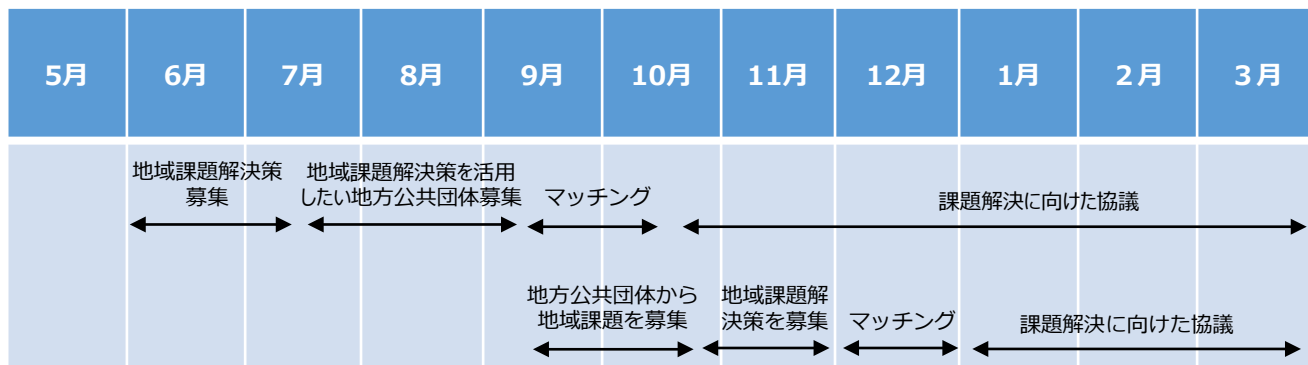 5月
6月
7月
8月
9月
10月
11月
12月
1月
２月
３月
地域課題解決策
募集
地域課題解決策を活用
したい地方公共団体募集
マッチング
課題解決に向けた協議
地方公共団体から
地域課題を募集
地域課題解
決策を募集
マッチング
課題解決に向けた協議